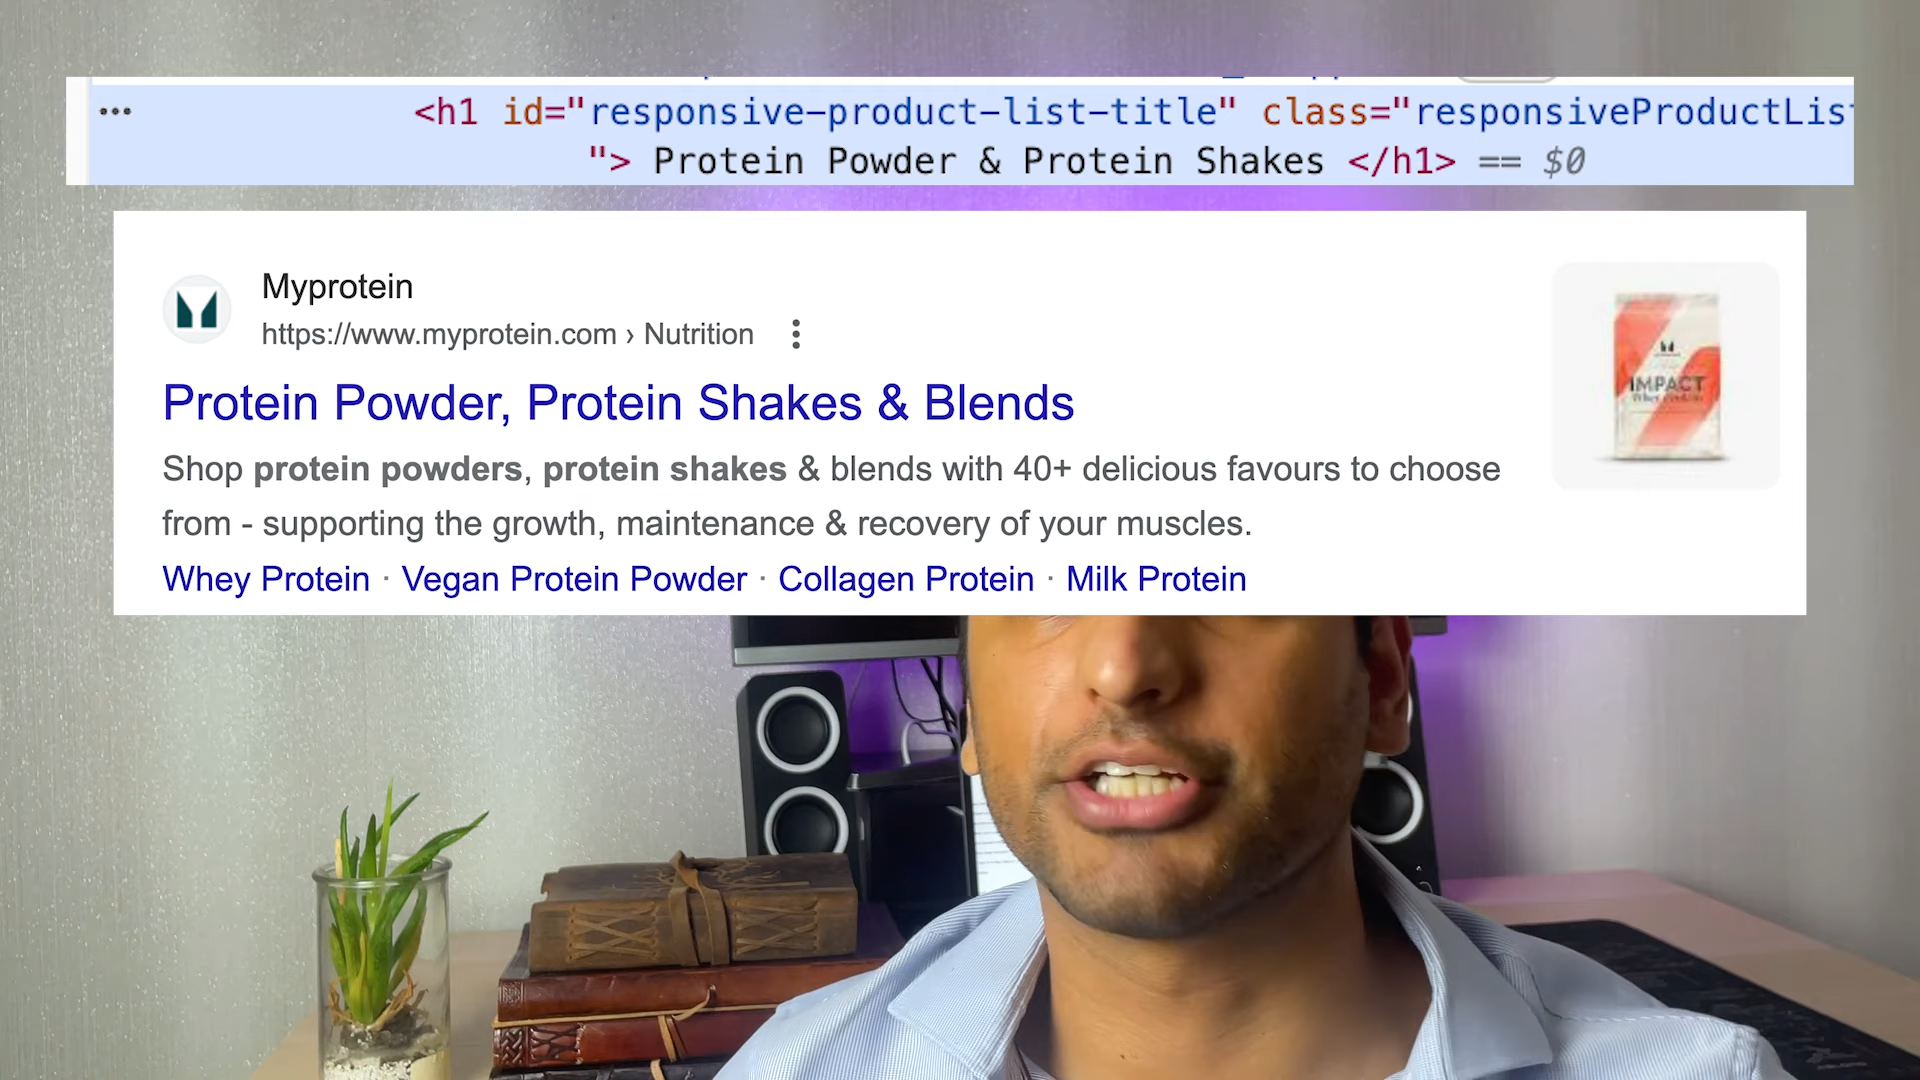 <h1 id="responsive-product-list-title" class="responsiveProductLis
"> Protein Powder & Protein Shakes </h1> == $0
Myprotein
https://www.myprotein.com › Nutrition
Protein Powder, Protein Shakes & Blends
Shop protein powders, protein shakes & blends with 40+ delicious favours to choose
from - supporting the growth, maintenance & recovery of your muscles.
Whey Protein · Vegan Protein Powder · Collagen Protein · Milk Protein
IMPACT
Whey Protein